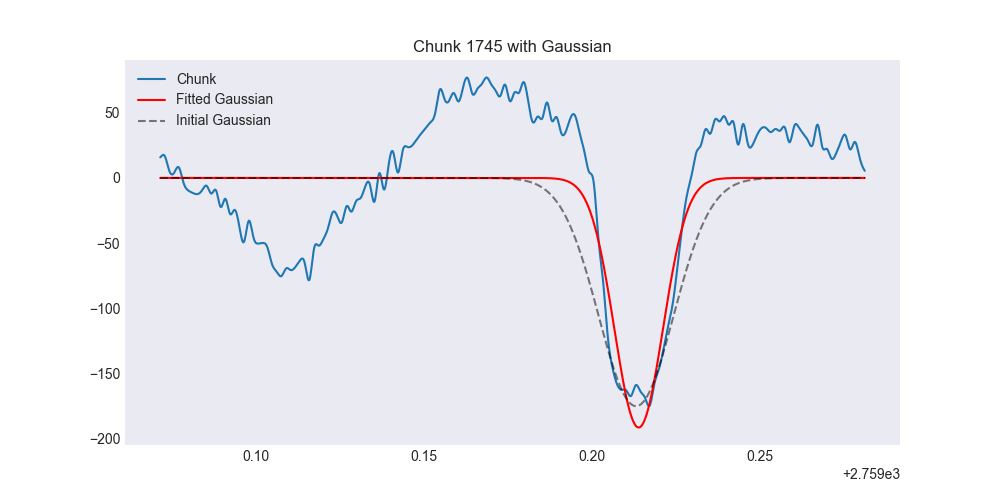 Chunk 1745 with Gaussian
Chunk
Fitted Gaussian
Initial Gaussian
50
0
−50
−100
−150
−200
0.10 0.15 0.20 0.25
+2.759e3